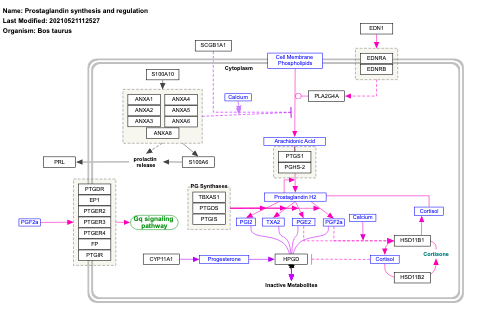 Name: Prostaglandin synthesis and regulation
Last Modified: 20210521112527
Organism: Bos taurus
EDN1
SCGB1A1
Cell Membrane
Phospholipids
EDNRA
EDNRB
Cytoplasm
S100A10
Calcium
PLA2G4A
ANXA1
ANXA4
ANXA2
ANXA5
ANXA3
ANXA6
ANXA8
Arachidonic Acid
PRL
prolactin
release
S100A6
PTGS1
PGHS-2
PTGDR
EP1
PTGER2
PTGER3
PTGER4
FP
PTGIR
PG Synthases
TBXAS1
PTGDS
PTGIS
Prostaglandin H2
PGF2a
Gq signaling
pathway
PGI2
TXA2
PGE2
PGF2a
Calcium
Cortisol
HSD11B1
Cortisone
CYP11A1
Progesterone
HPGD
Cortisol
HSD11B2
Inactive Metabolites